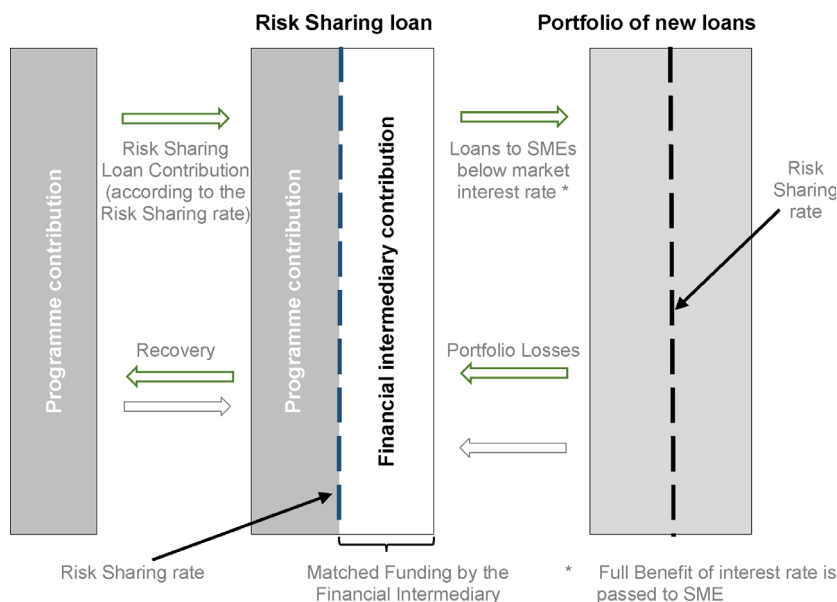 Risk Sharing loan
Portfolio of new loans
Programme contribution
Risk Sharing
Loan Contribution
(according to the
Risk Sharing rate)
Programme contribution
Financial intermediary contribution
Loans to SMEs
below market
interest rate *
Risk
Sharing
rate
Recovery
Portfolio Losses
Risk Sharing rate
Matched Funding by the
Financial Intermediary
* Full Benefit of interest rate is
passed to SME